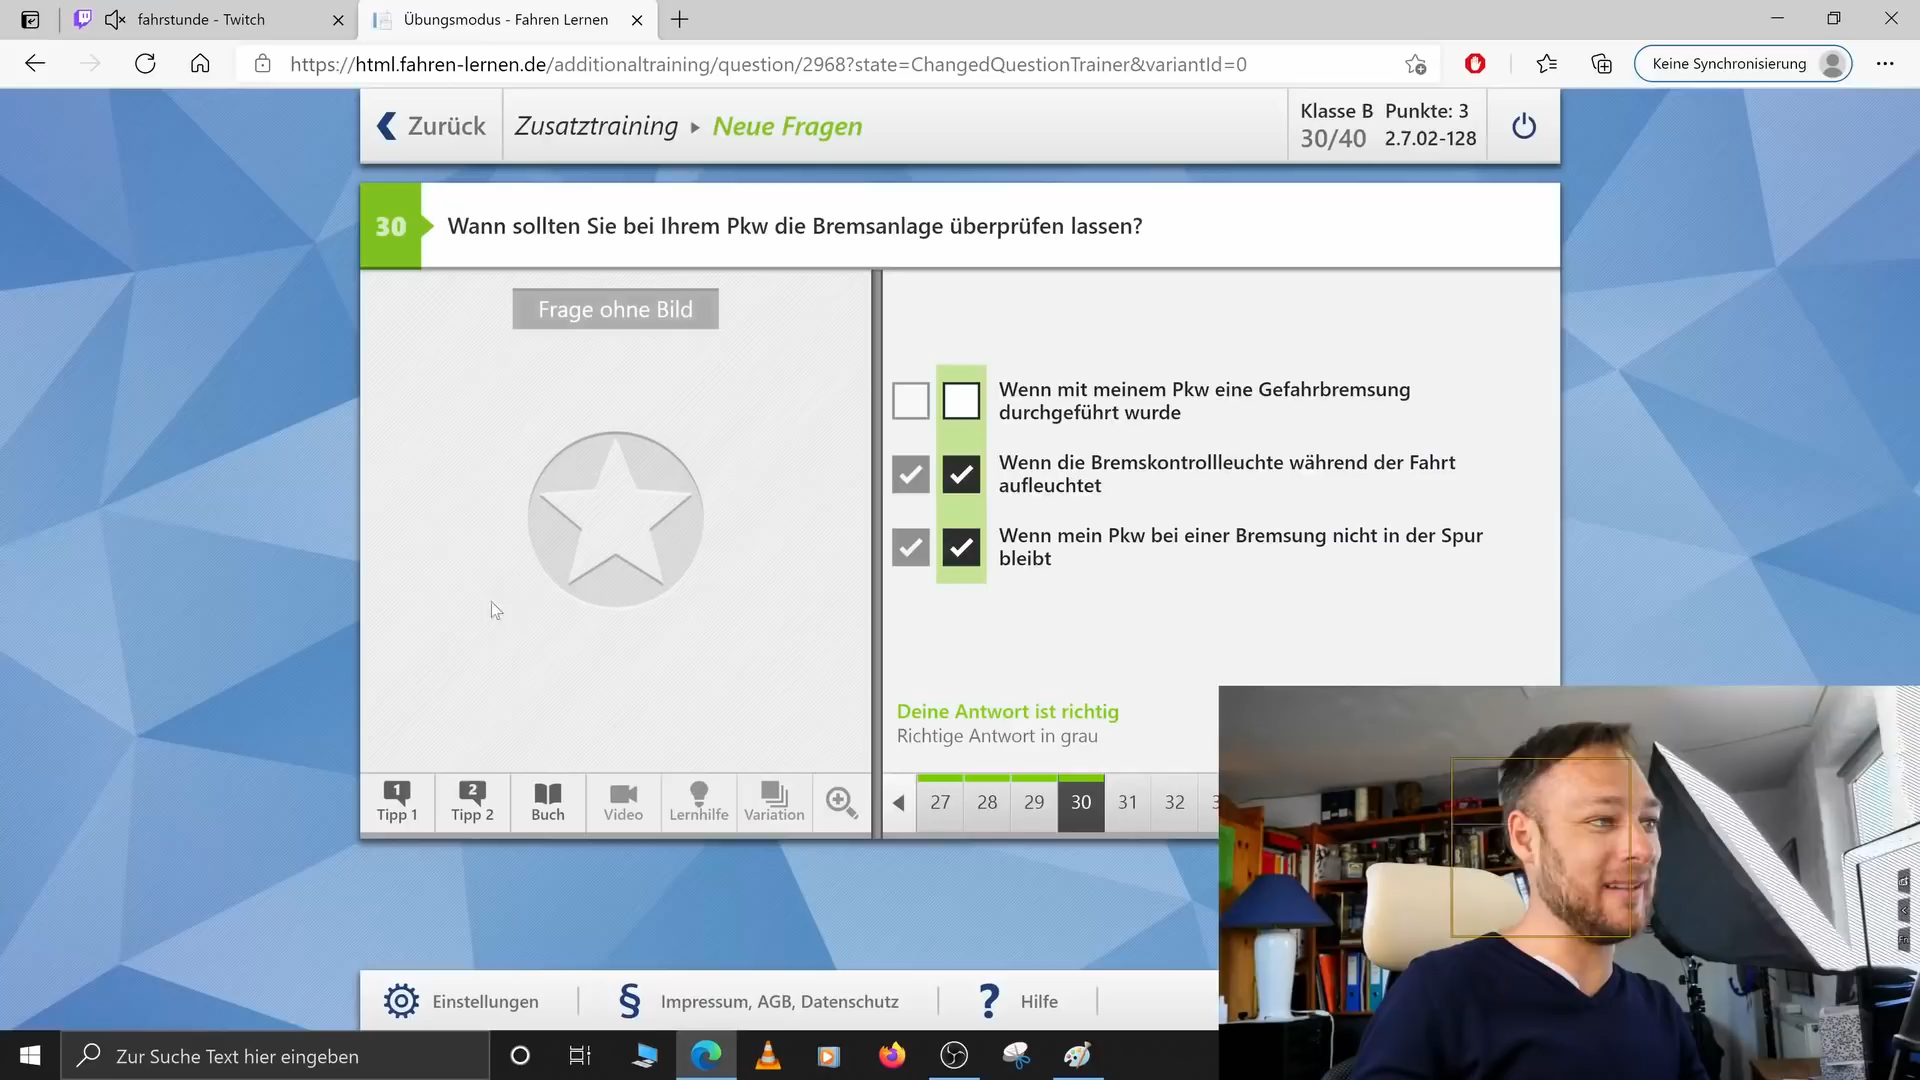 fahrstunde - Twitch
Übungsmodus - Fahren Lernen
https://html.fahren-lernen.de/additionaltraining/question/2968?state=ChangedQuestionTrainer&variantId=0
Keine Synchronisierung
Zurück
Zusatztraining ▸ Neue Fragen
Klasse B Punkte: 3
30/40 2.7.02-128
30
Wann sollten Sie bei Ihrem Pkw die Bremsanlage überprüfen lassen?
Frage ohne Bild
Wenn mit meinem Pkw eine Gefahrbremsung
durchgeführt wurde
Wenn die Bremskontrollleuchte während der Fahrt
aufleuchtet
Wenn mein Pkw bei einer Bremsung nicht in der Spur
bleibt
Deine Antwort ist richtig
Richtige Antwort in grau
1
Tipp 1
2
Tipp 2
Buch
Video
Lernhilfe
Variation
27 28 29 30 31 32
Einstellungen
§ Impressum, AGB, Datenschutz
? Hilfe
Zur Suche Text hier eingeben